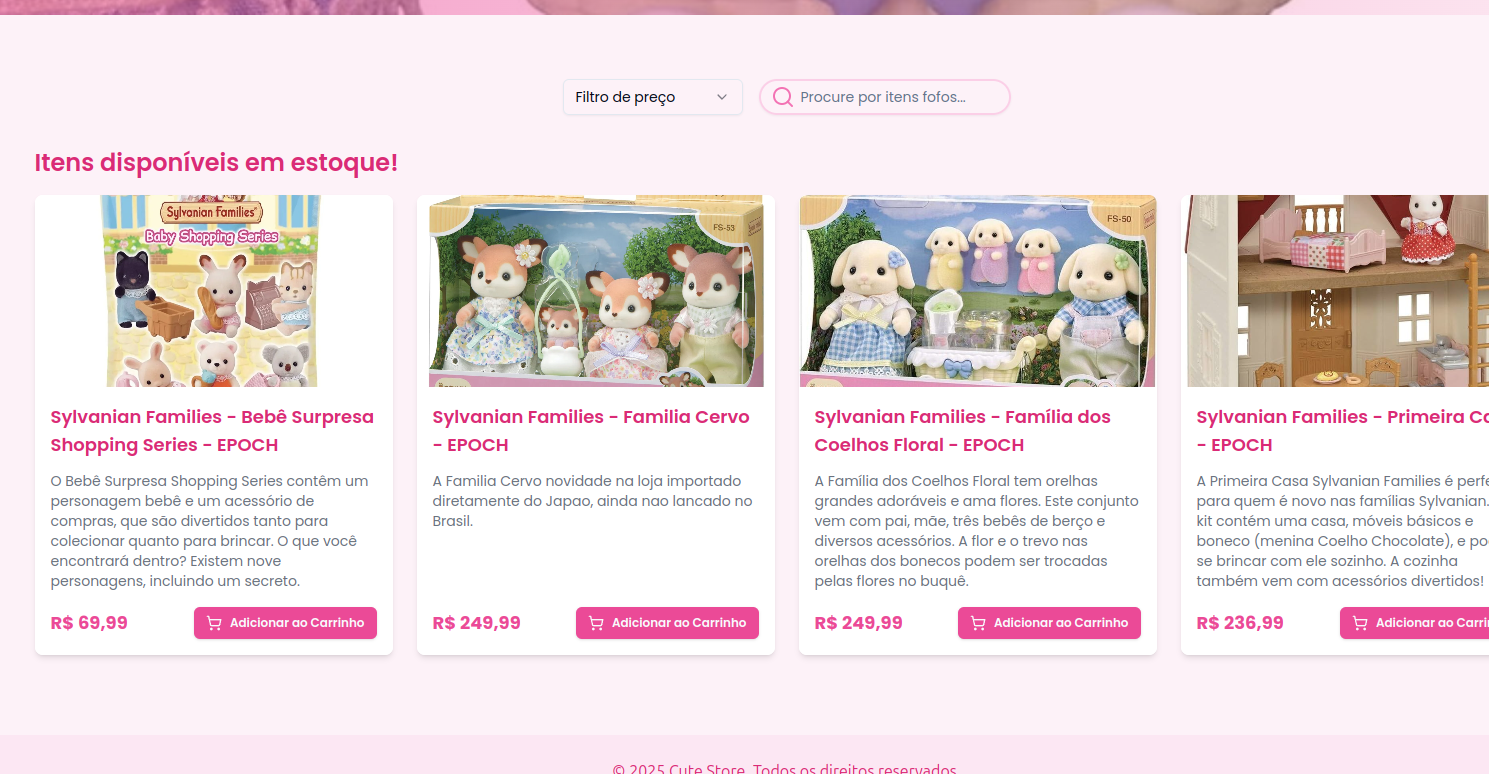 Filtro de preço
Procure por itens fofos...
Itens disponíveis em estoque!
Sylvanian Families
Baby Shopping Series
FS-53
FS-50
Sylvanian Families - Bebê Surpresa
Shopping Series - EPOCH
O Bebê Surpresa Shopping Series contêm um
personagem bebê e um acessório de
compras, que são divertidos tanto para
colecionar quanto para brincar. O que você
encontrará dentro? Existem nove
personagens, incluindo um secreto.
R$ 69,99
Adicionar ao Carrinho
Sylvanian Families - Familia Cervo
- EPOCH
A Familia Cervo novidade na loja importado
diretamente do Japao, ainda nao lancado no
Brasil.
R$ 249,99
Adicionar ao Carrinho
Sylvanian Families - Família dos
Coelhos Floral - EPOCH
A Família dos Coelhos Floral tem orelhas
grandes adoráveis e ama flores. Este conjunto
vem com pai, mãe, três bebês de berço e
diversos acessórios. A flor e o trevo nas
orelhas dos bonecos podem ser trocadas
pelas flores no buquê.
R$ 249,99
Adicionar ao Carrinho
Sylvanian Families - Primeira
- EPOCH
A Primeira Casa Sylvanian Families é
para quem é novo nas famílias Sylvanian.
kit contém uma casa, móveis básicos e
boneco (menina Coelho Chocolate), e
se brincar com ele sozinho. A cozinha
também vem com acessórios divertidos!
R$ 236,99
Adicionar ao
© 2025 Cute Store. Todos os direitos reservados